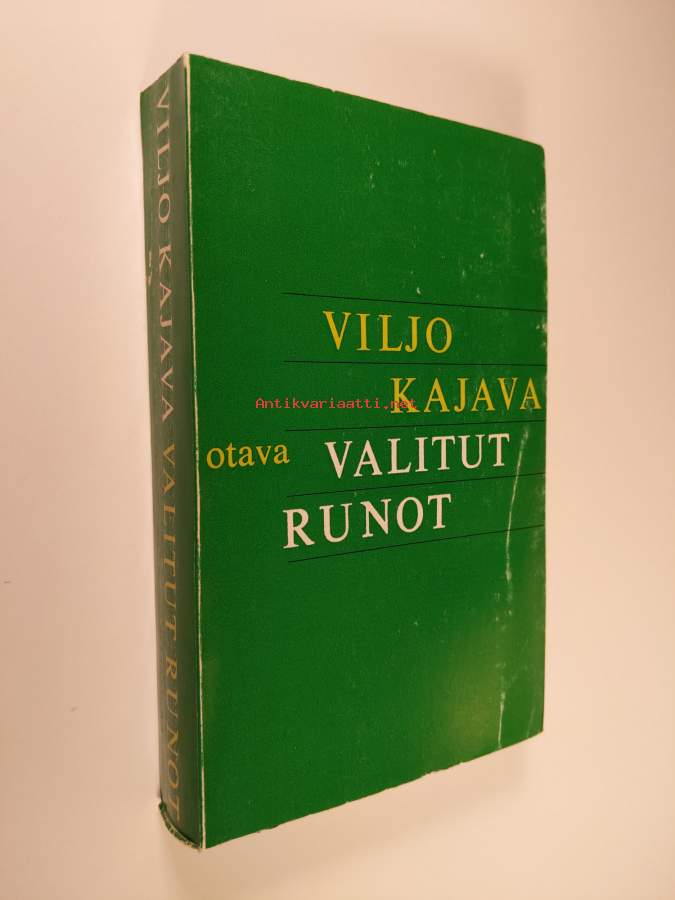 VILJO
KAJAVA
Antikvariaatti.net
otava
VALITUT
RUNOT
VILJO KAJAVA VALITUT RUNOT